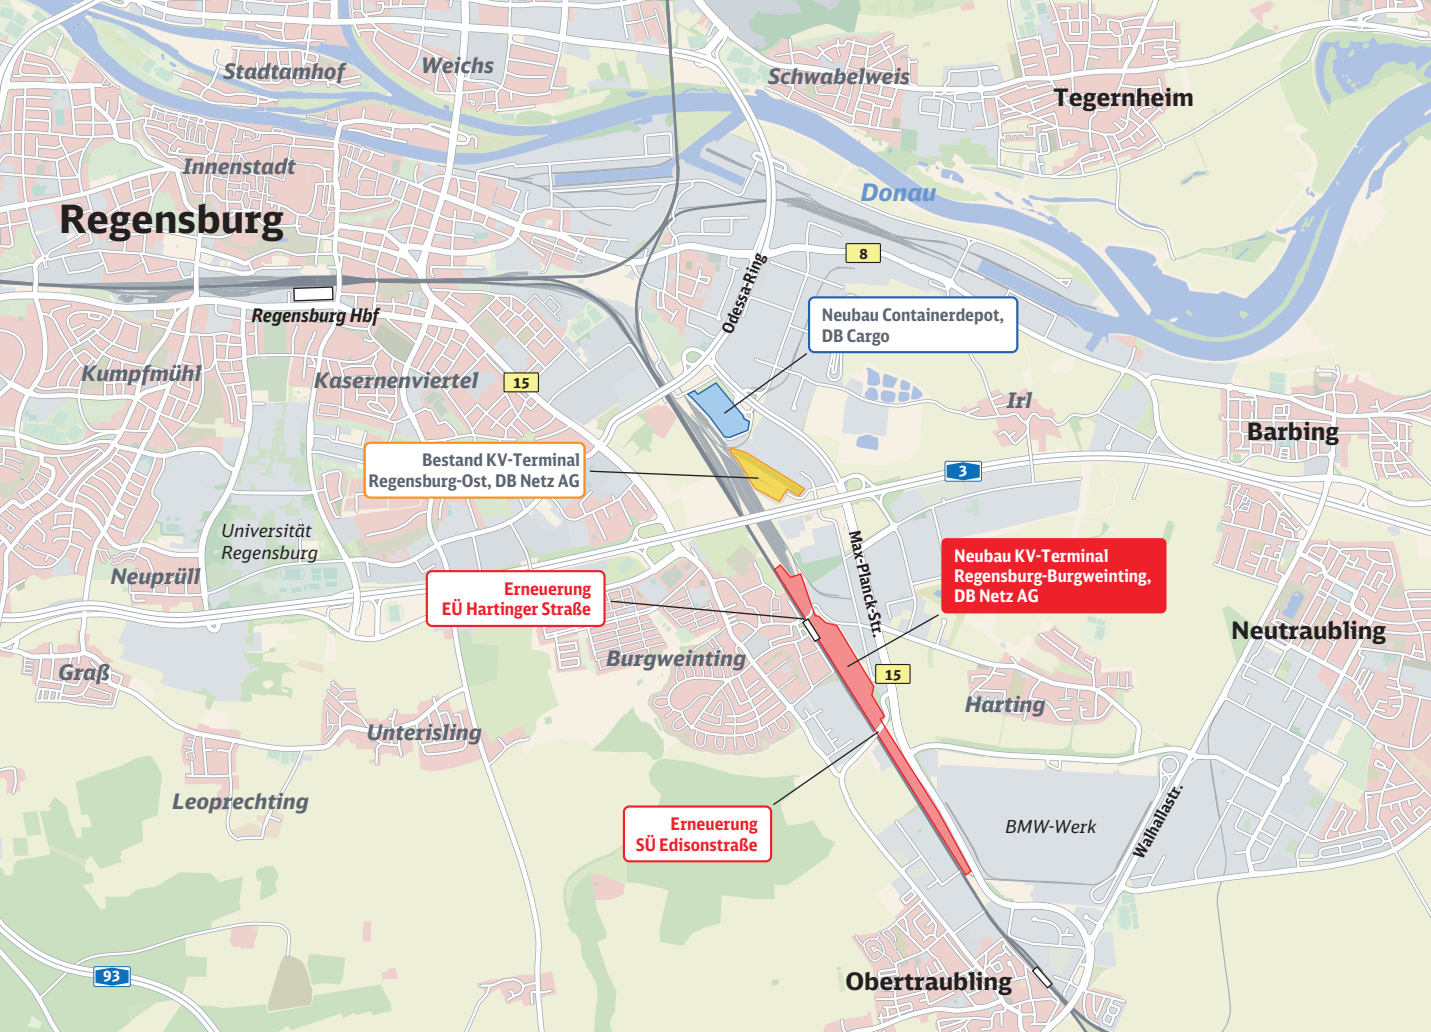 Stadtamhof
Weichs
Schwabelweis
Tegernheim
Innenstadt
Regensburg
Donau
8
Odessa-Ring
Regensburg Hbf
Neubau Containerdepot,
DB Cargo
Kumpfmühl
Kasernenviertel
15
Irl
Barbing
Bestand KV-Terminal
Regensburg-Ost, DB Netz AG
3
Universität
Regensburg
Max-Planck-Str.
Neubau KV-Terminal
Regensburg-Burgweinting,
DB Netz AG
Neuprüll
Erneuerung
EÜ Hartinger Straße
Neutraubling
Burgweinting
Graß
15
Harting
Unterisling
Leoprechting
Erneuerung
SÜ Edisonstraße
BMW-Werk
Walhallastr.
93
Obertraubling